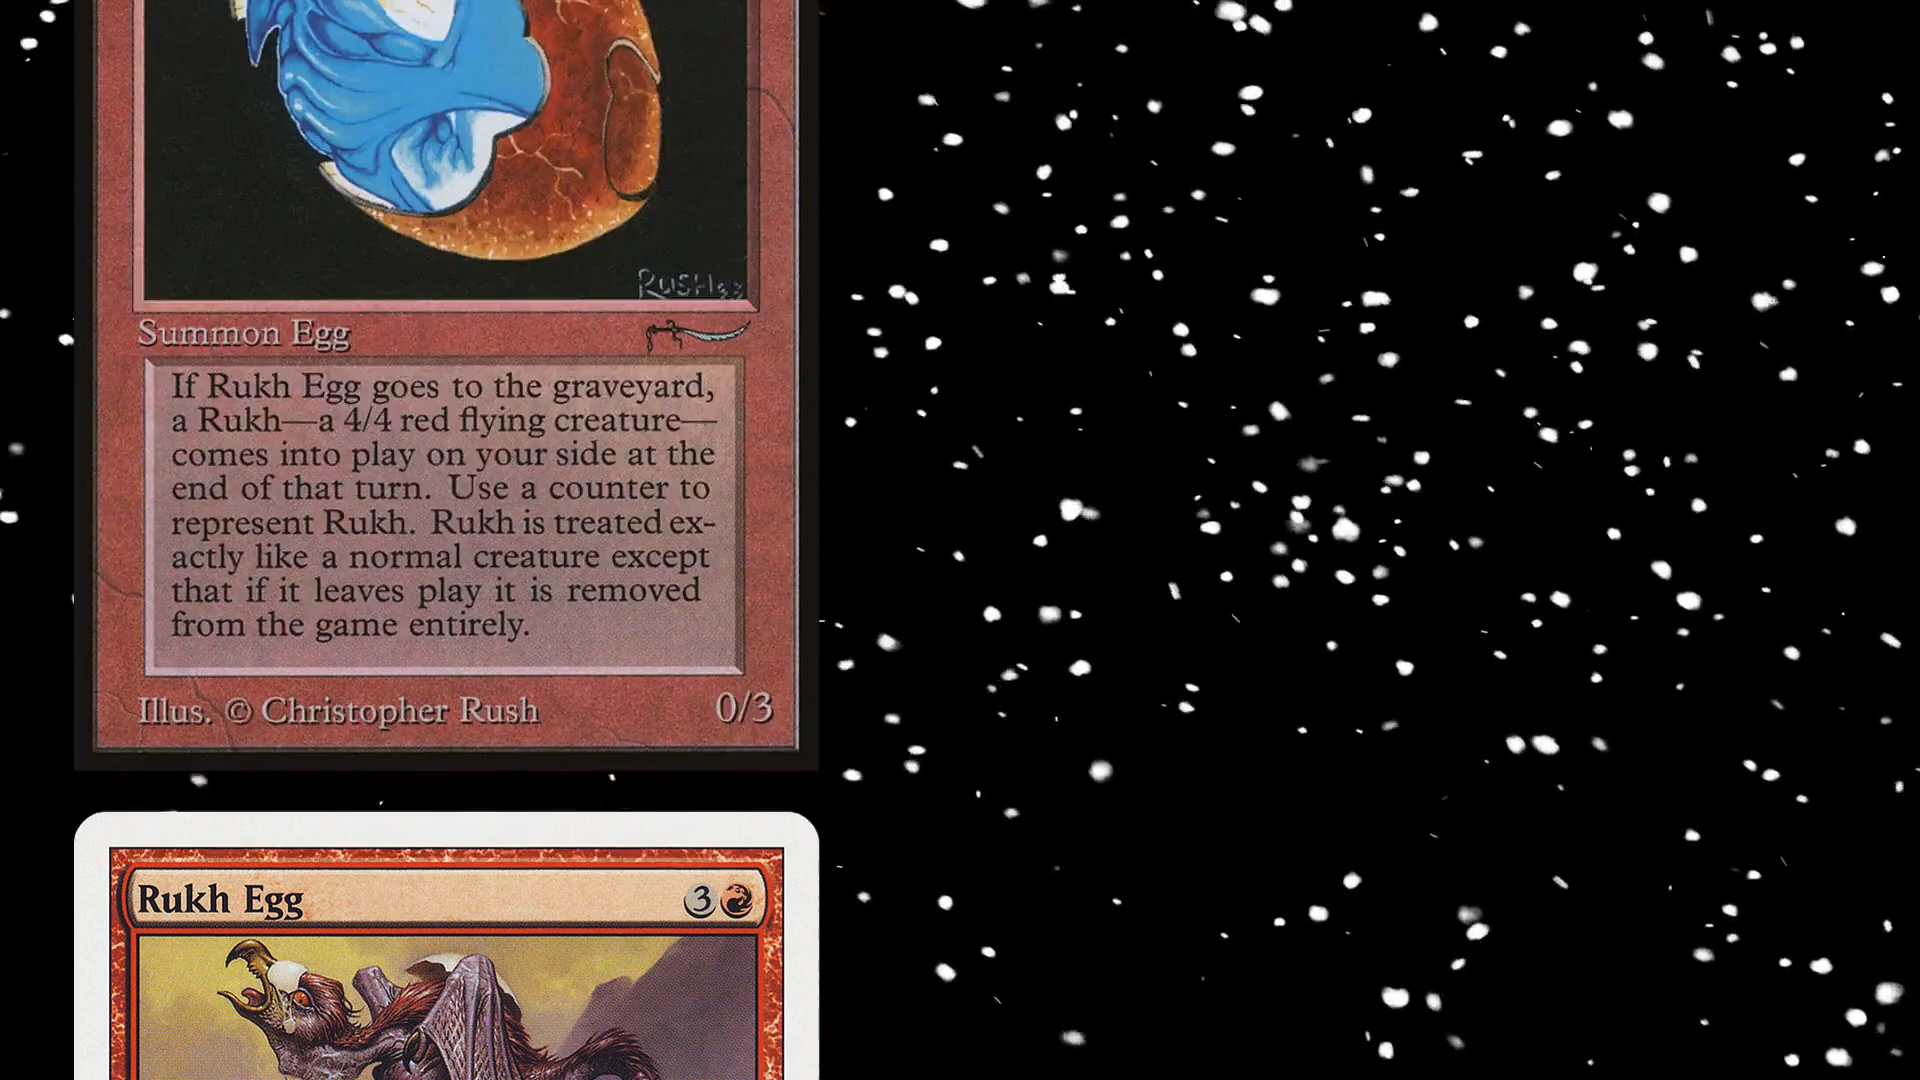 RUSH93
Summon Egg
If Rukh Egg goes to the graveyard,
a Rukh—a 4/4 red flying creature—
comes into play on your side at the
end of that turn. Use a counter to
represent Rukh. Rukh is treated ex-
actly like a normal creature except
that if it leaves play it is removed
from the game entirely.
Illus. © Christopher Rush
0/3
Rukh Egg
3